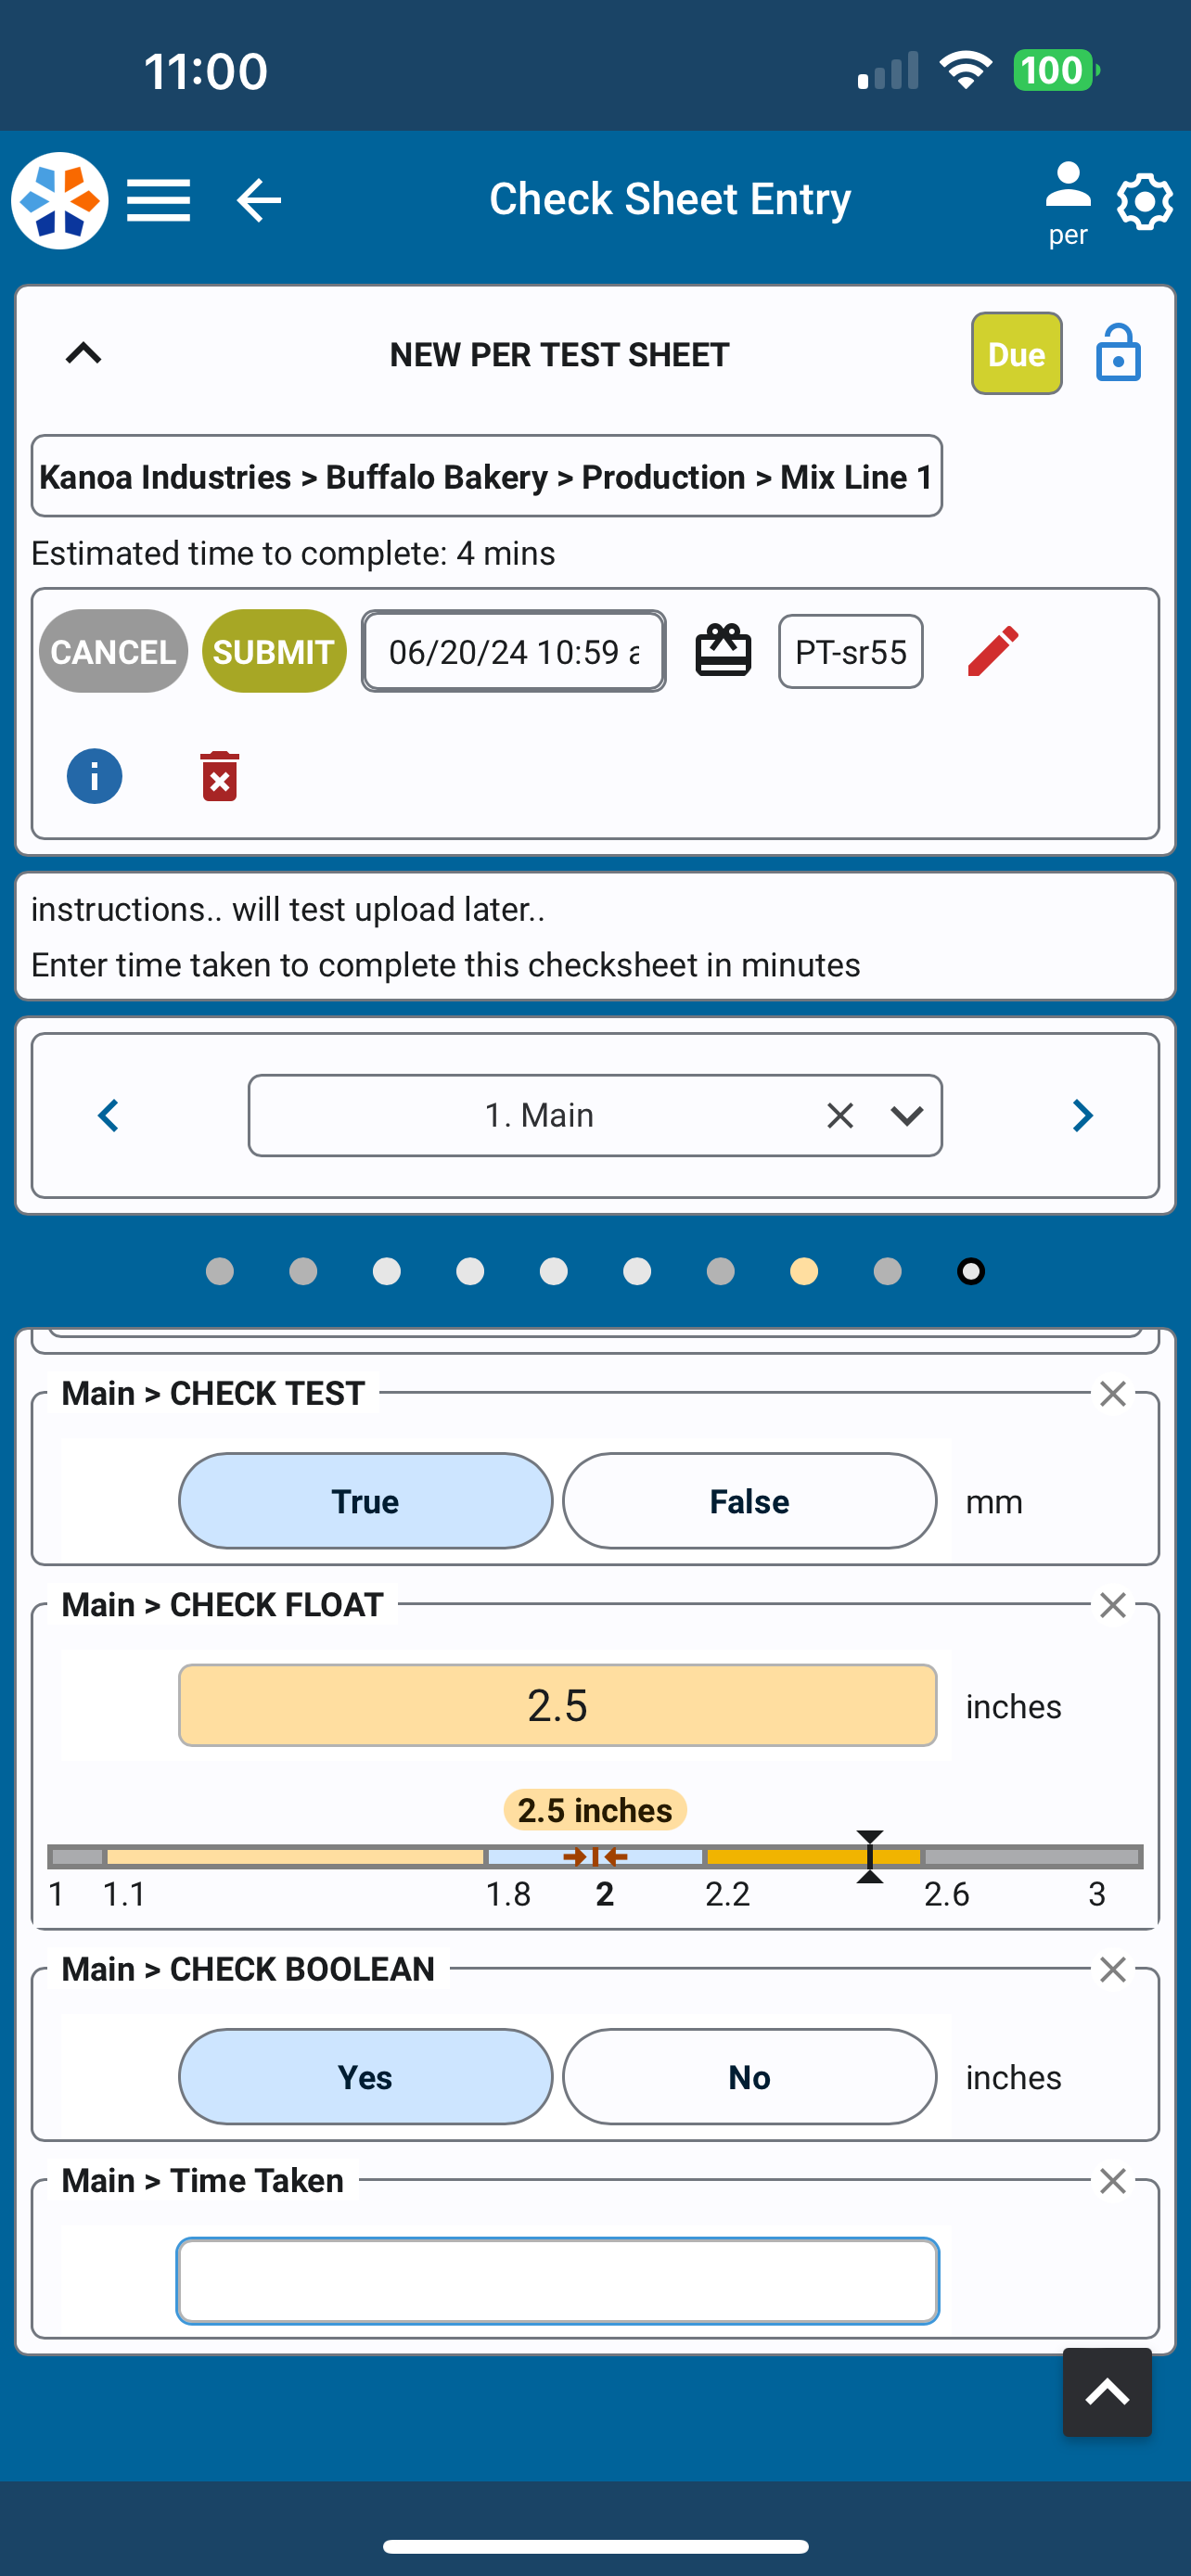 11:00
100
Check Sheet Entry
per
NEW PER TEST SHEET
Due
Kanoa Industries > Buffalo Bakery > Production > Mix Line 1
Estimated time to complete: 4 mins
CANCEL SUBMIT 06/20/24 10:59 a PT-sr55
instructions.. will test upload later..
Enter time taken to complete this checksheet in minutes
1. Main
Main > CHECK TEST
True False mm
Main > CHECK FLOAT
2.5 inches
2.5 inches
1 1.1 1.8 2 2.2 2.6 3
Main > CHECK BOOLEAN
Yes No inches
Main > Time Taken